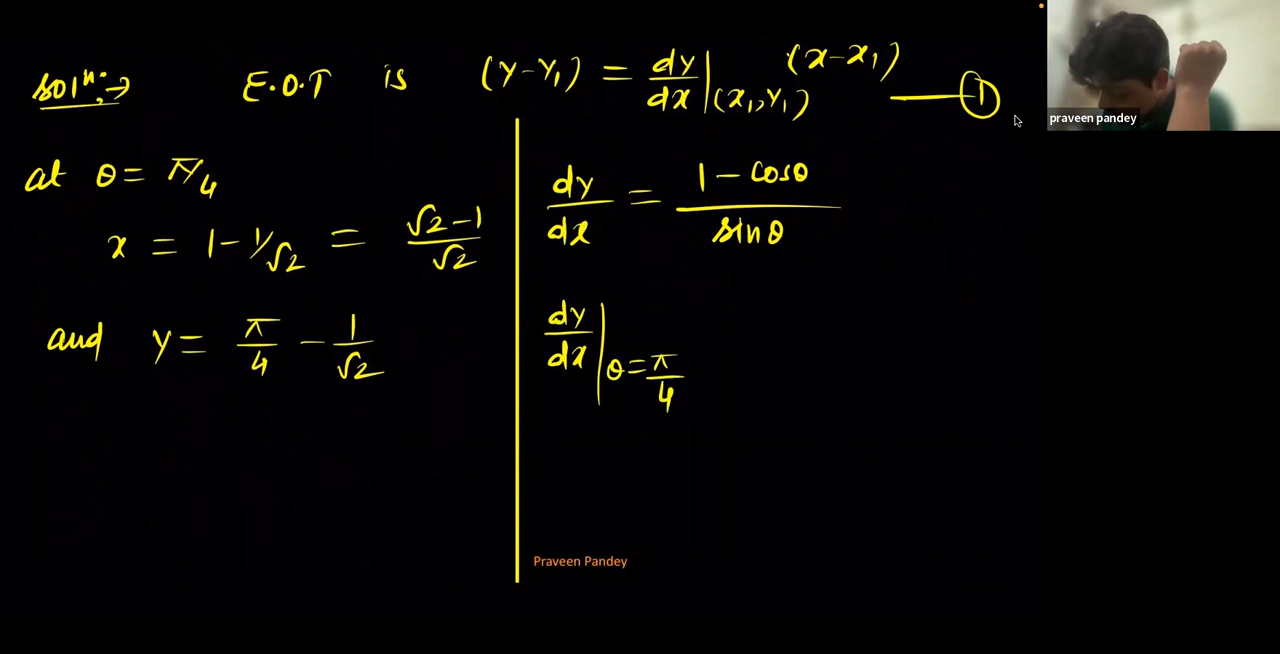 Solⁿ:→ E.O.T is (y-y₁) = dy/dx|(x₁,y₁) (x-x₁) —— ①
praveen pandey
at θ = π/4
x = 1 - 1/√2 = (√2-1)/√2
and y = π/4 - 1/√2
dy/dx = (1 - cosθ)/sinθ
dy/dx|θ=π/4
Praveen Pandey